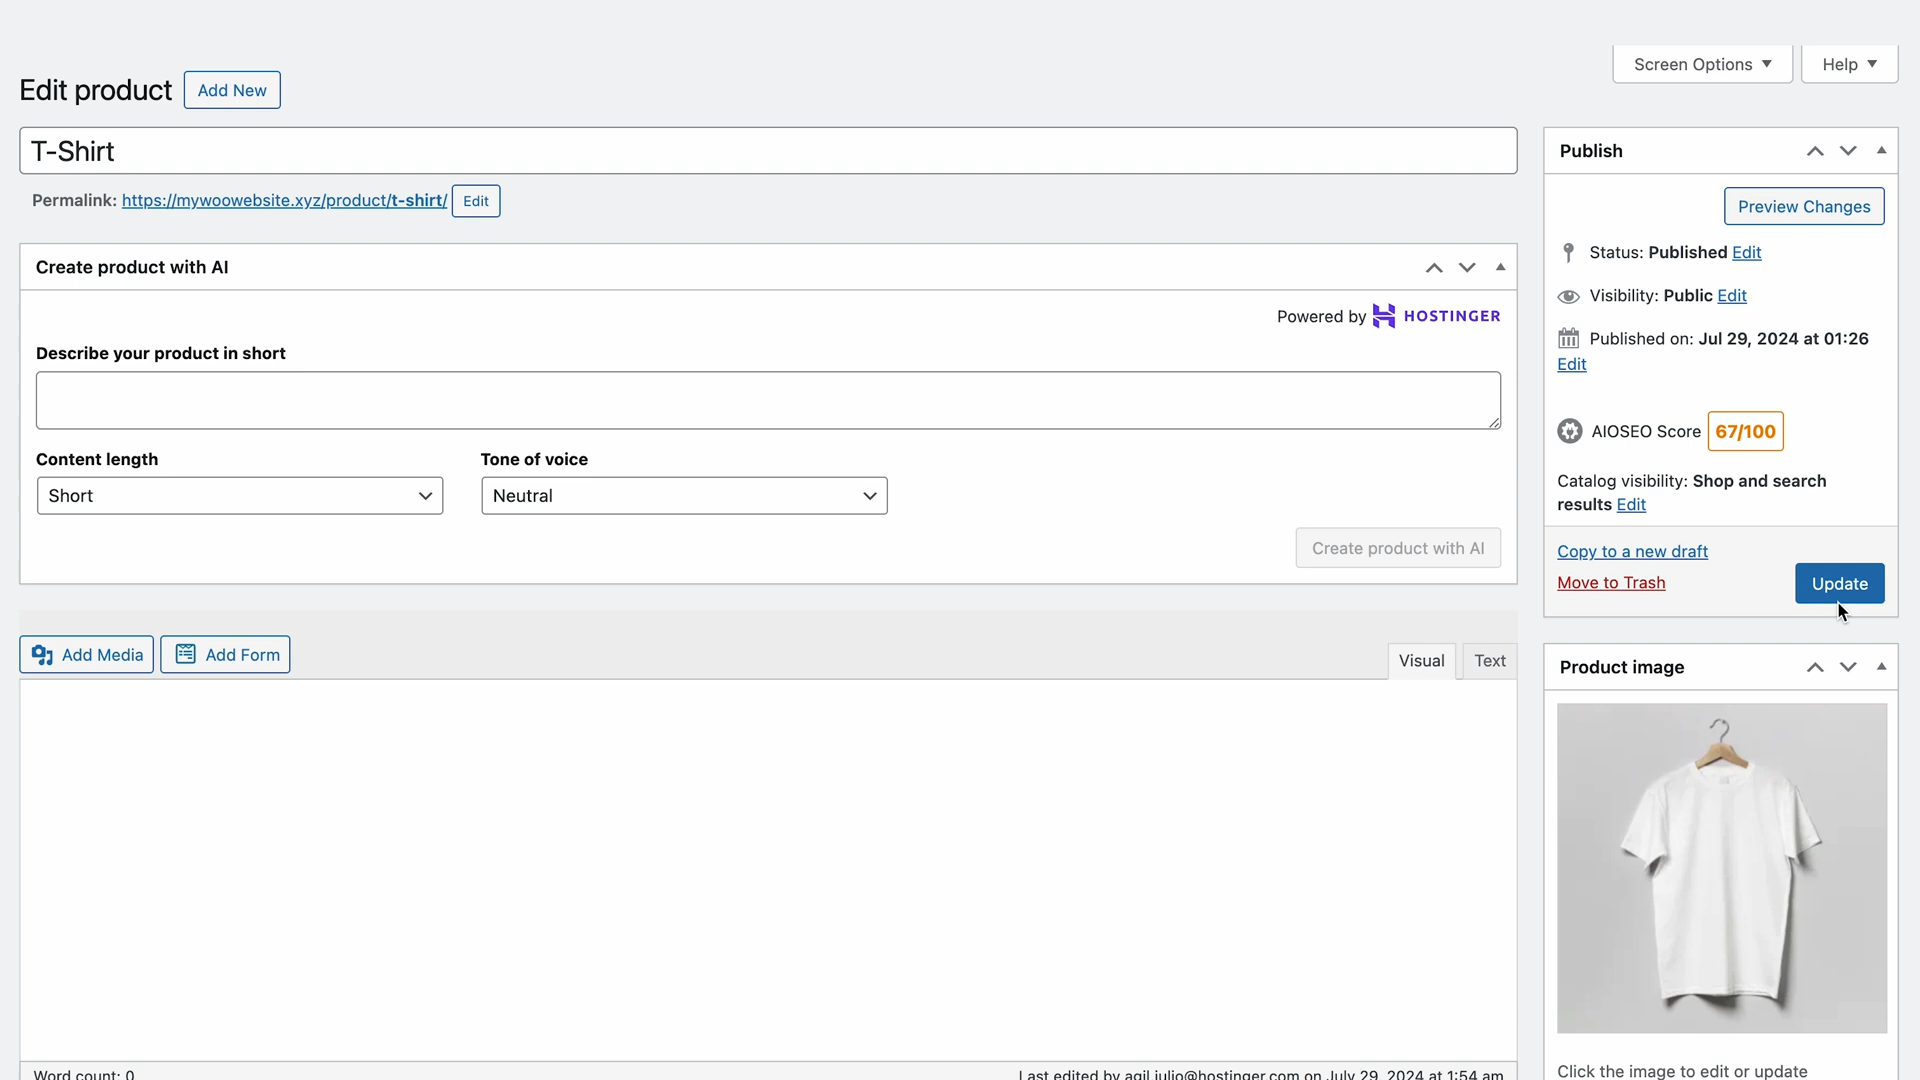 Screen Options
Help
Edit product
Add New
T-Shirt
Permalink: https://mywoowebsite.xyz/product/t-shirt/
Edit
Create product with AI
Powered by HOSTINGER
Describe your product in short
Content length
Tone of voice
Short
Neutral
Create product with AI
Add Media
Add Form
Visual
Text
Word count: 0
Last edited by agil.julio@hostinger.com on July 29, 2024 at 1:54 am
Publish
Preview Changes
Status: Published Edit
Visibility: Public Edit
Published on: Jul 29, 2024 at 01:26
Edit
AIOSEO Score 67/100
Catalog visibility: Shop and search
results Edit
Copy to a new draft
Move to Trash
Update
Product image
Click the image to edit or update